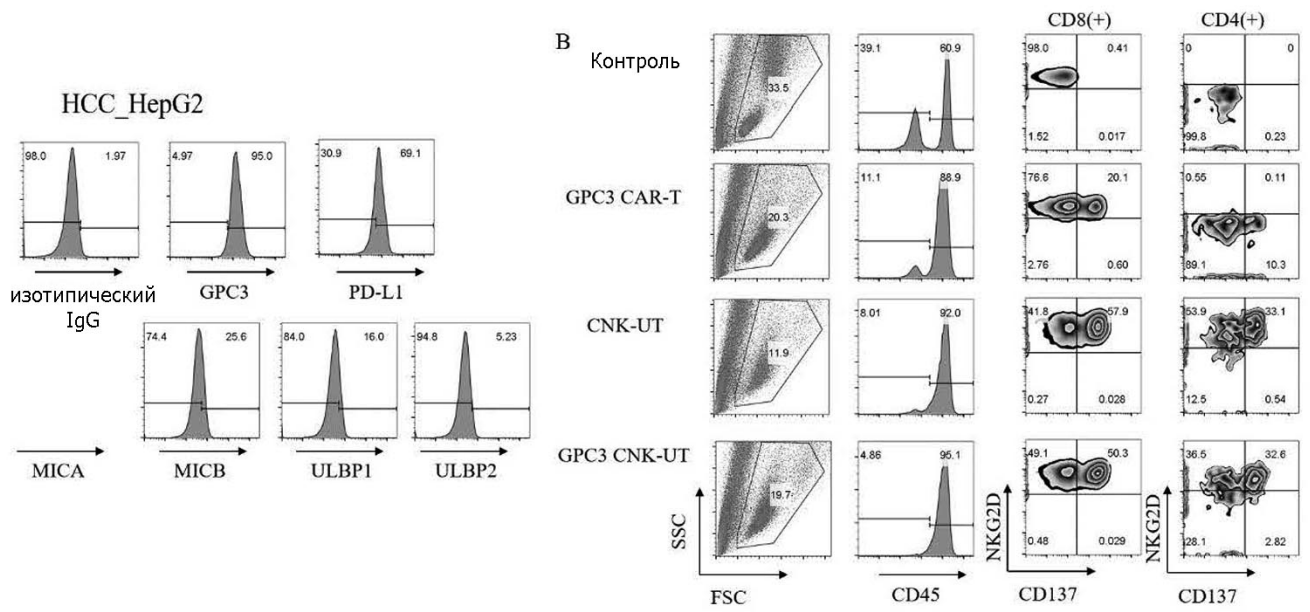 HCC_HepG2
98.0 1.97
4.97 95.0
30.9 69.1
изотипический
IgG
GPC3
PD-L1
74.4 25.6
84.0 16.0
94.8 5.23
MICA
MICB
ULBP1
ULBP2
B
CD8(+)
CD4(+)
Контроль
33.5
39.1 60.9
98.0 0.41
1.52 0.017
0 0
99.8 0.23
GPC3 CAR-T
20.3
11.1 88.9
76.6 20.1
2.76 0.60
0.55 0.11
89.1 10.3
CNK-UT
11.9
8.01 92.0
41.8 57.9
0.27 0.028
53.9 33.1
12.5 0.54
GPC3 CNK-UT
19.7
4.86 95.1
49.1 50.3
0.48 0.029
36.5 32.6
28.1 2.82
SSC
FSC
CD45
NKG2D
CD137
NKG2D
CD137